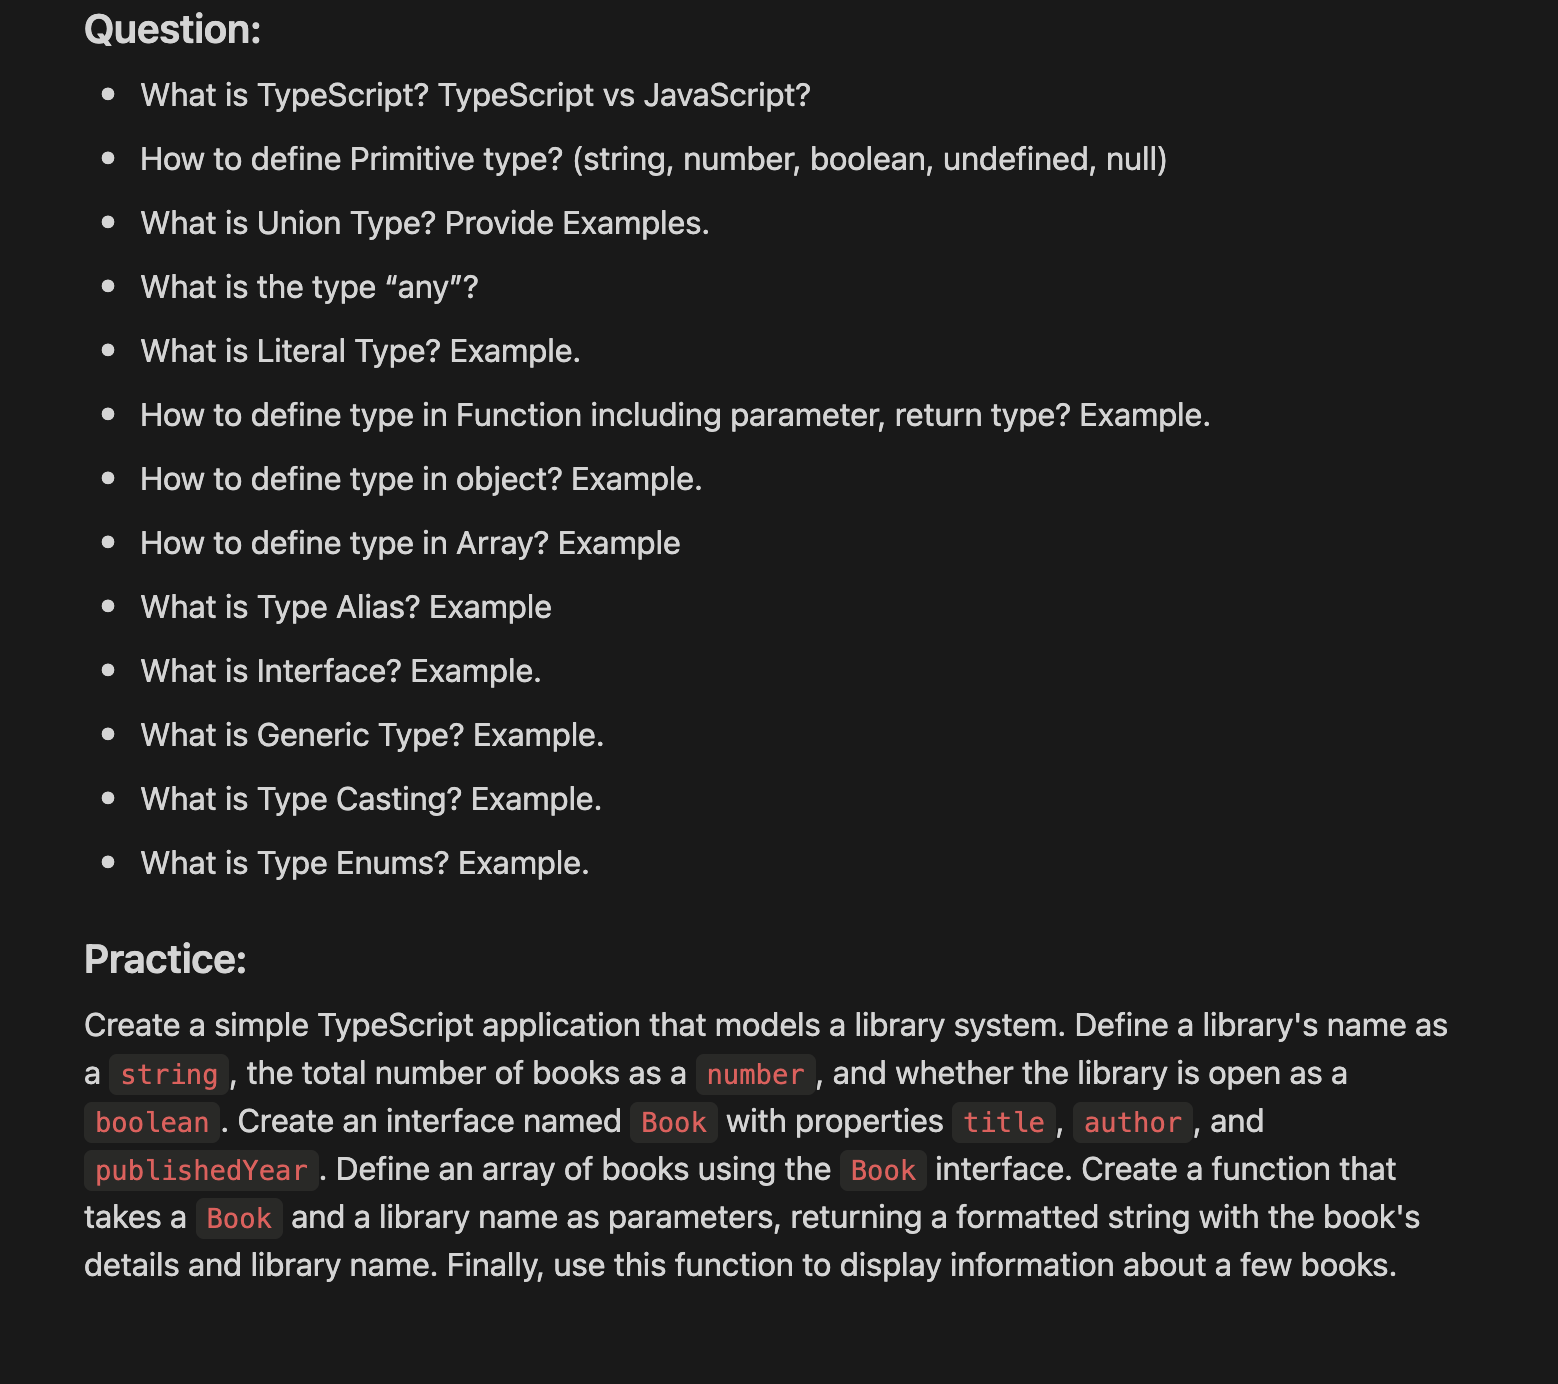 Question:
• What is TypeScript? TypeScript vs JavaScript?
• How to define Primitive type? (string, number, boolean, undefined, null)
• What is Union Type? Provide Examples.
• What is the type “any”?
• What is Literal Type? Example.
• How to define type in Function including parameter, return type? Example.
• How to define type in object? Example.
• How to define type in Array? Example
• What is Type Alias? Example
• What is Interface? Example.
• What is Generic Type? Example.
• What is Type Casting? Example.
• What is Type Enums? Example.
Practice:
Create a simple TypeScript application that models a library system. Define a library's name as
a string, the total number of books as a number, and whether the library is open as a
boolean. Create an interface named Book with properties title, author, and
publishedYear. Define an array of books using the Book interface. Create a function that
takes a Book and a library name as parameters, returning a formatted string with the book's
details and library name. Finally, use this function to display information about a few books.